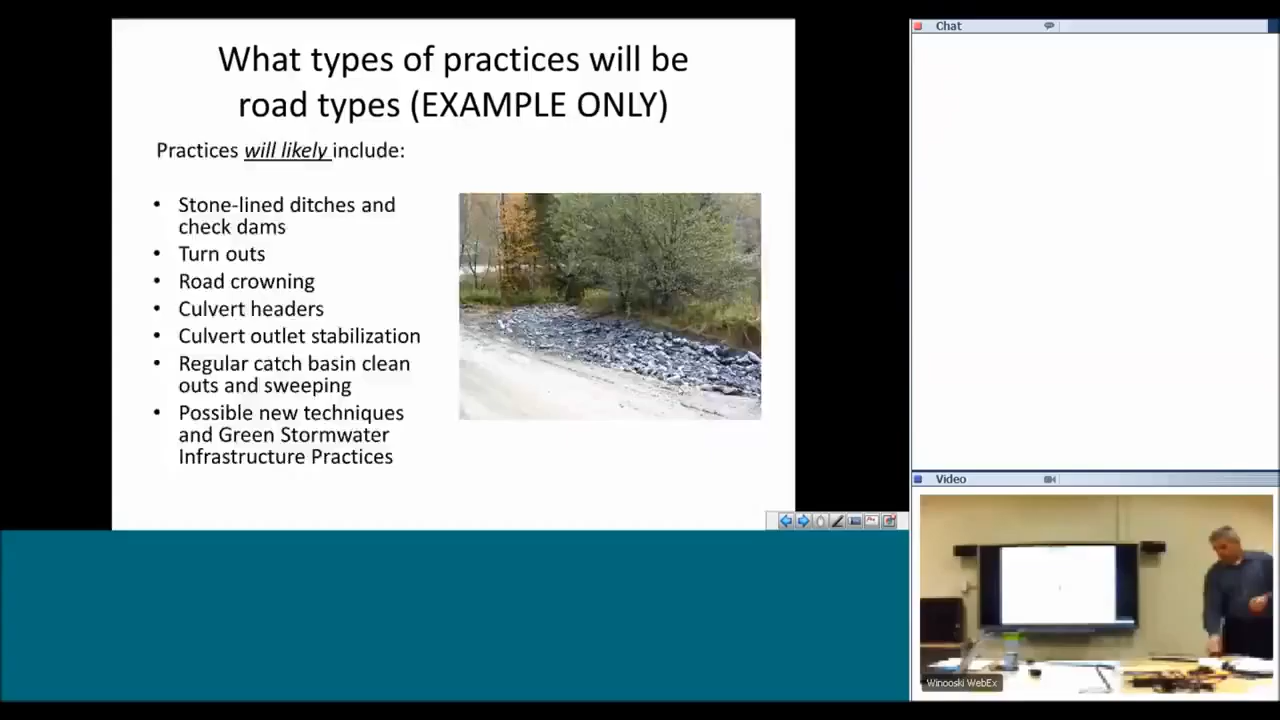 What types of practices will be
road types (EXAMPLE ONLY)
Practices will likely include:
• Stone-lined ditches and
check dams
• Turn outs
• Road crowning
• Culvert headers
• Culvert outlet stabilization
• Regular catch basin clean
outs and sweeping
• Possible new techniques
and Green Stormwater
Infrastructure Practices
Chat
Video
Winooski WebEx